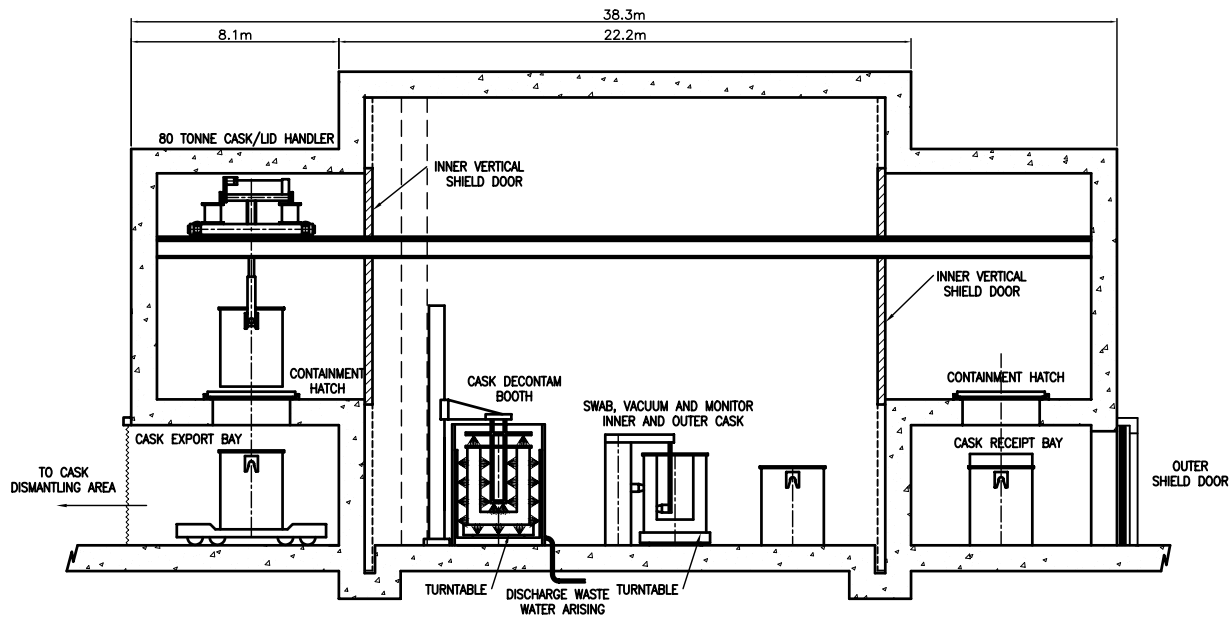 38.3m
8.1m
22.2m
80 TONNE CASK/LID HANDLER
INNER VERTICAL
SHIELD DOOR
INNER VERTICAL
SHIELD DOOR
CONTAINMENT
HATCH
CASK DECONTAM
BOOTH
SWAB, VACUUM AND MONITOR
INNER AND OUTER CASK
CONTAINMENT HATCH
CASK EXPORT BAY
CASK RECEIPT BAY
TO CASK
DISMANTLING AREA
OUTER
SHIELD DOOR
TURNTABLE
DISCHARGE WASTE
WATER ARISING
TURNTABLE